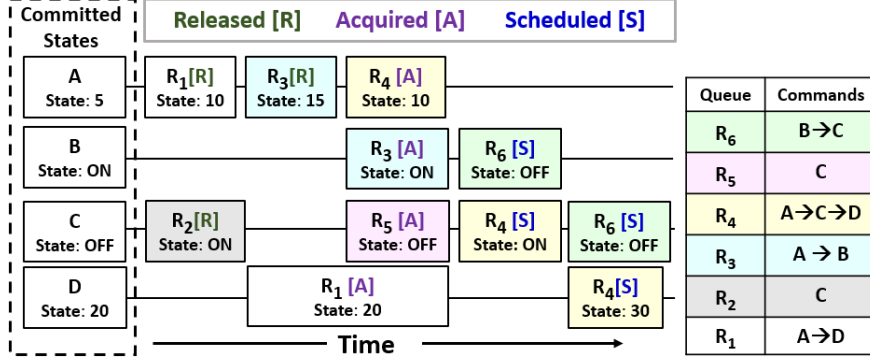 Committed
States
Released [R] Acquired [A] Scheduled [S]
A
State: 5
R1[R]
State: 10
R3[R]
State: 15
R4 [A]
State: 10
B
State: ON
R3 [A]
State: ON
R6 [S]
State: OFF
C
State: OFF
R2[R]
State: ON
R5 [A]
State: OFF
R4 [S]
State: ON
R6 [S]
State: OFF
D
State: 20
R1 [A]
State: 20
R4[S]
State: 30
Time
Queue Commands
R6 B→C
R5 C
R4 A→C→D
R3 A → B
R2 C
R1 A→D